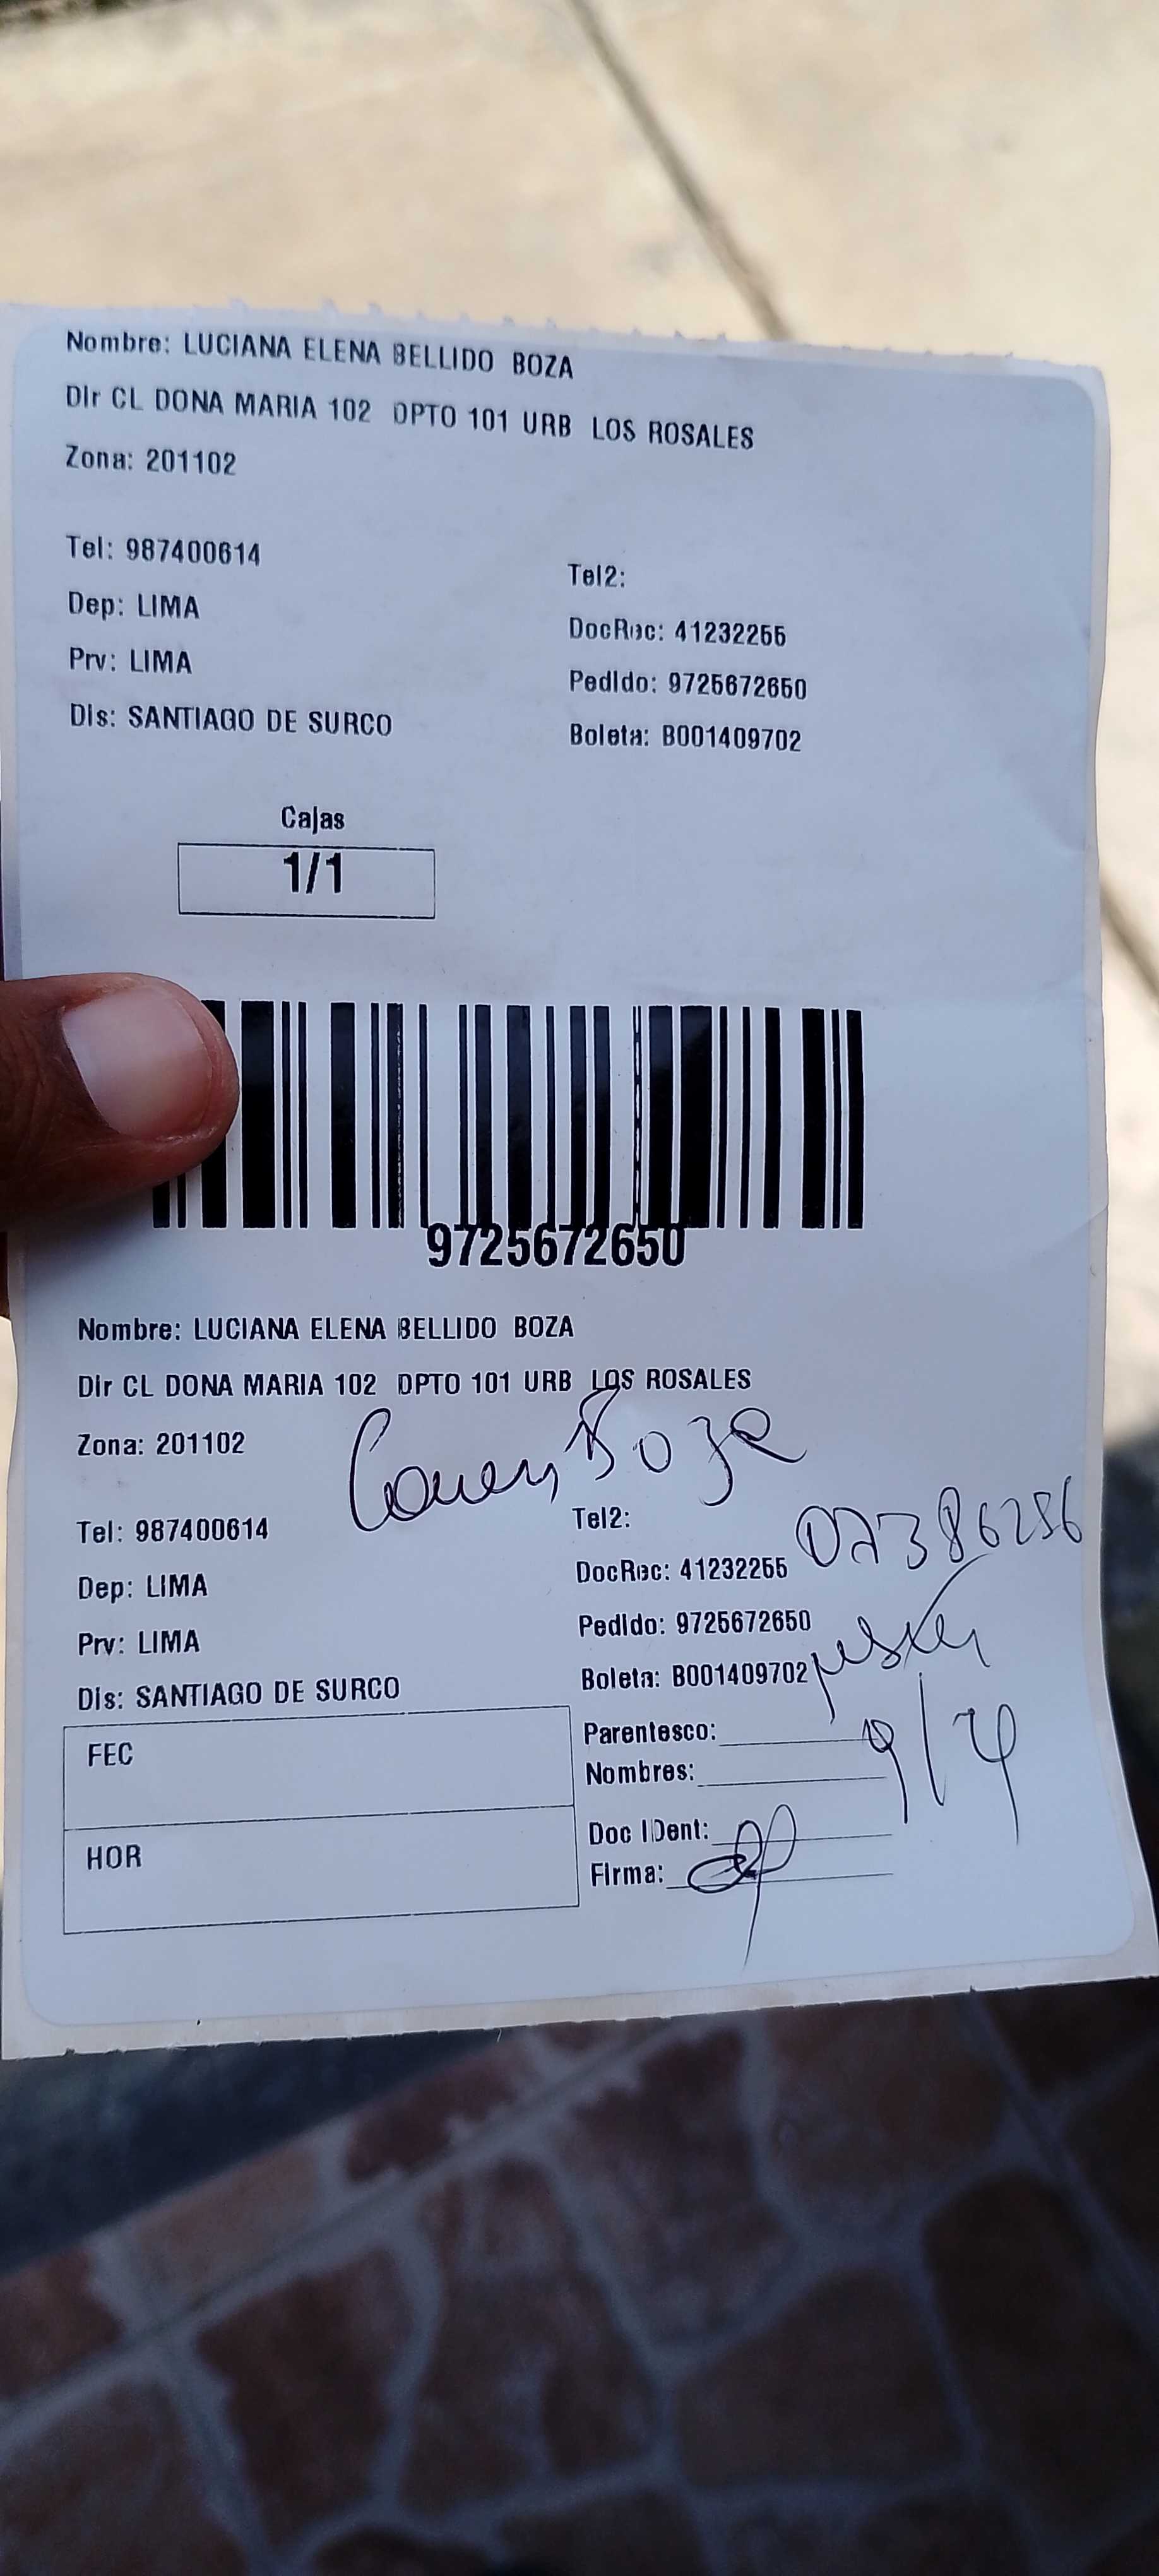 Nombre: LUCIANA ELENA BELLIDO BOZA
Dir CL DONA MARIA 102 DPTO 101 URB LOS ROSALES
Zona: 201102
Tel: 987400614
Tel2:
Dep: LIMA
DocRec: 41232255
Prv: LIMA
Pedido: 9725672650
Dis: SANTIAGO DE SURCO
Boleta: B001409702
Cajas
1/1
9725672650
Nombre: LUCIANA ELENA BELLIDO BOZA
Dir CL DONA MARIA 102 DPTO 101 URB LOS ROSALES
Zona: 201102
Boza
Tel: 987400614
Tel2:
07386286
Dep: LIMA
DocRec: 41232255
Prv: LIMA
Pedido: 9725672650
Dis: SANTIAGO DE SURCO
Boleta: B001409702
FEC
Parentesco:
Nombres:
HOR
Doc IDent:
Firma: